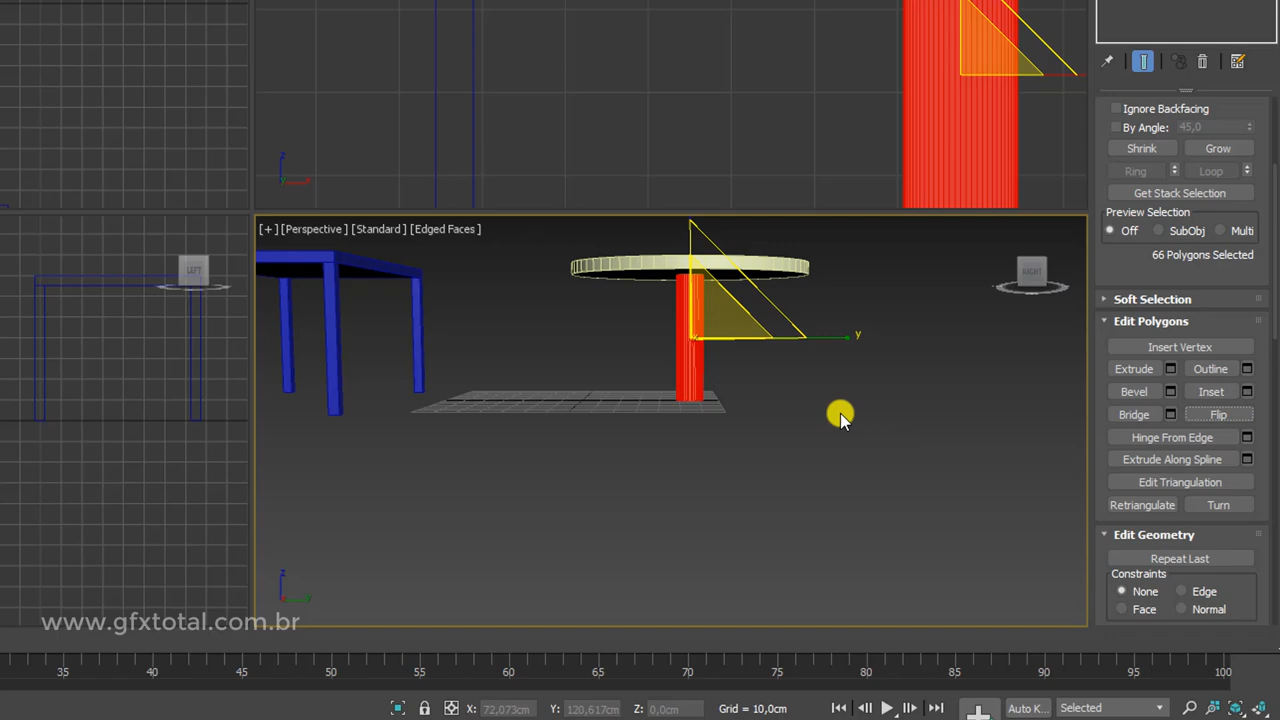 z
x
Ignore Backfacing
By Angle: 45,0
Shrink Grow
Ring Loop
Get Stack Selection
Preview Selection
Off SubObj Multi
66 Polygons Selected
Soft Selection
Edit Polygons
Insert Vertex
Extrude Outline
Bevel Inset
Bridge Flip
Hinge From Edge
Extrude Along Spline
Edit Triangulation
Retriangulate Turn
Edit Geometry
Repeat Last
Constraints
None Edge
Face Normal
[+] [Perspective] [Standard] [Edged Faces]
LEFT
RIGHT
y
z
y
www.gfxtotal.com.br
35 40 45 50 55 60 65 70 75 80 85 90 95 100
X: 72,073cm Y: 120,617cm Z: 0,0cm Grid = 10,0cm Auto K... Selected